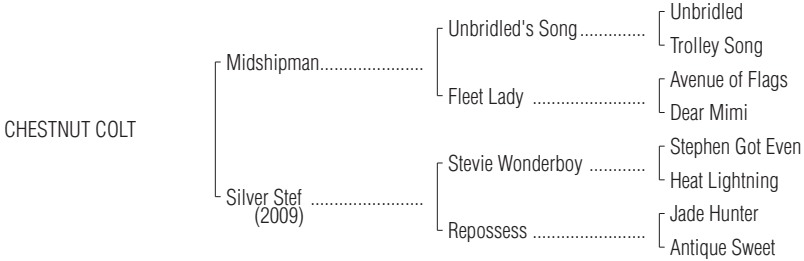 Unbridled
Unbridled's Song..............
Trolley Song
Midshipman......................
Avenue of Flags
Fleet Lady ........................
Dear Mimi
CHESTNUT COLT
Stephen Got Even
Stevie Wonderboy ............
Heat Lightning
Silver Stef ........................
(2009)
Jade Hunter
Repossess ........................
Antique Sweet